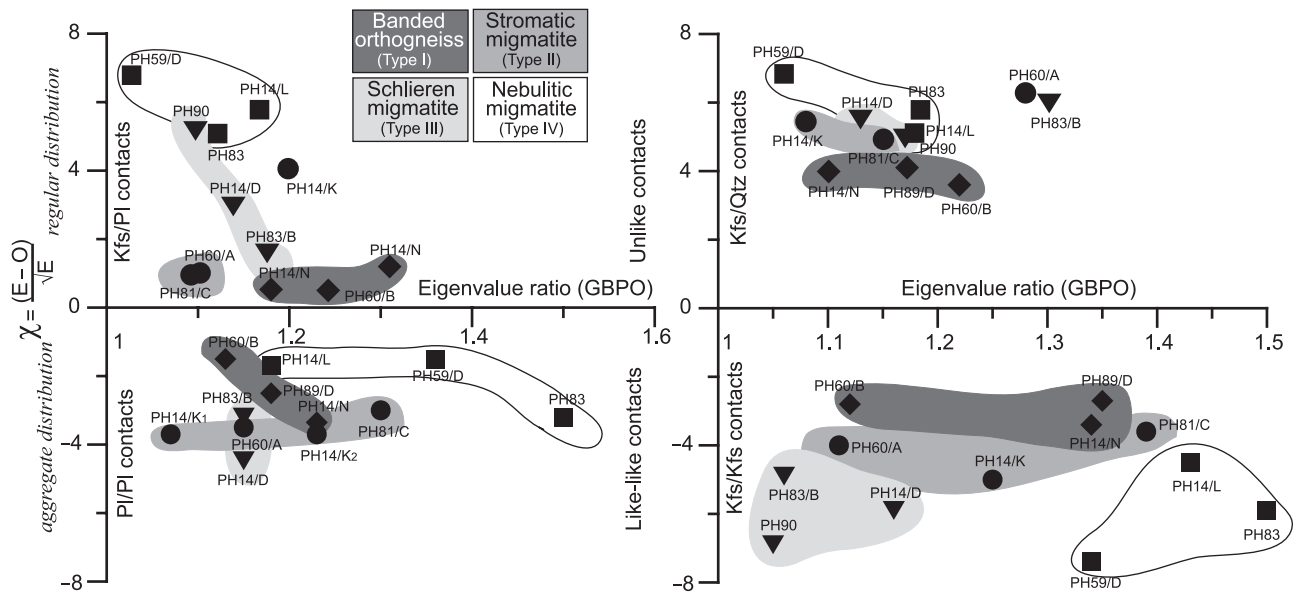 8
4
0
−4
−8
χ = (E – O)
√E
regular distribution
aggregate distribution
Kfs/Pl contacts
Pl/Pl contacts
Banded
orthogneiss
(Type I)
Stromatic
migmatite
(Type II)
Schlieren
migmatite
(Type III)
Nebulitic
migmatite
(Type IV)
PH59/D
PH14/L
PH90
PH83
PH14/K
PH14/D
PH83/B
PH60/A
PH81/C
PH14/N
PH14/N
PH60/B
Eigenvalue ratio (GBPO)
1
1.2
1.4
1.6
PH60/B
PH14/L
PH59/D
PH83/B
PH89/D
PH83
PH14/K1
PH14/N
PH81/C
PH60/A
PH14/K2
PH14/D
Unlike contacts
Like-like contacts
Kfs/Qtz contacts
Kfs/Kfs contacts
8
4
0
−4
−8
PH59/D
PH60/A
PH83
PH14/D
PH83/B
PH14/K
PH14/L
PH81/C
PH90
PH14/N
PH89/D
PH60/B
Eigenvalue ratio (GBPO)
1
1.1
1.2
1.3
1.4
1.5
PH60/B
PH89/D
PH14/N
PH81/C
PH60/A
PH14/K
PH14/L
PH83/B
PH14/D
PH90
PH83
PH59/D